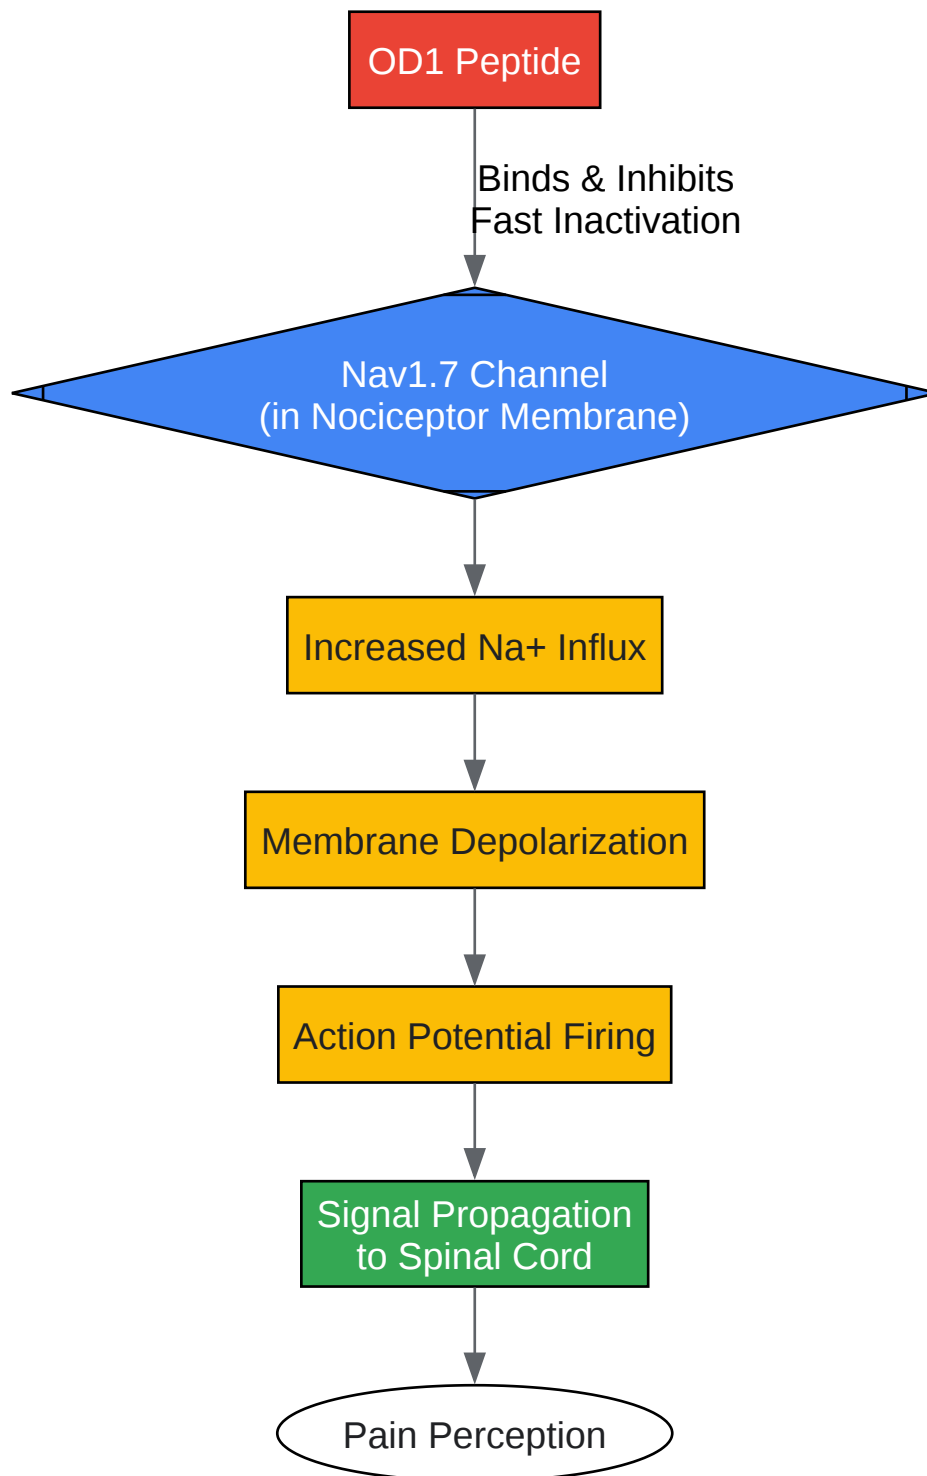 OD1 Peptide
Binds & Inhibits
Fast Inactivation
Nav1.7 Channel
(in Nociceptor Membrane)
Increased Na+ Influx
Membrane Depolarization
Action Potential Firing
Signal Propagation
to Spinal Cord
Pain Perception